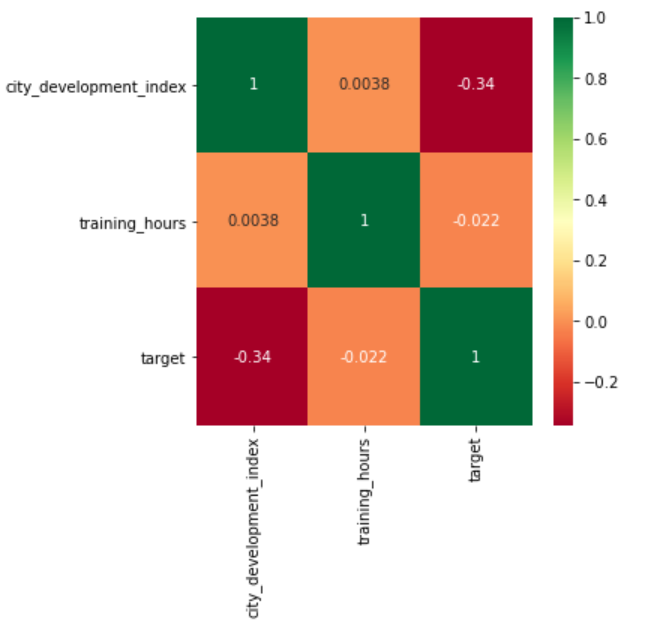 city_development_index
1
0.0038
-0.34
training_hours
0.0038
1
-0.022
target
-0.34
-0.022
1
city_development_index
training_hours
target
1.0
0.8
0.6
0.4
0.2
0.0
−0.2